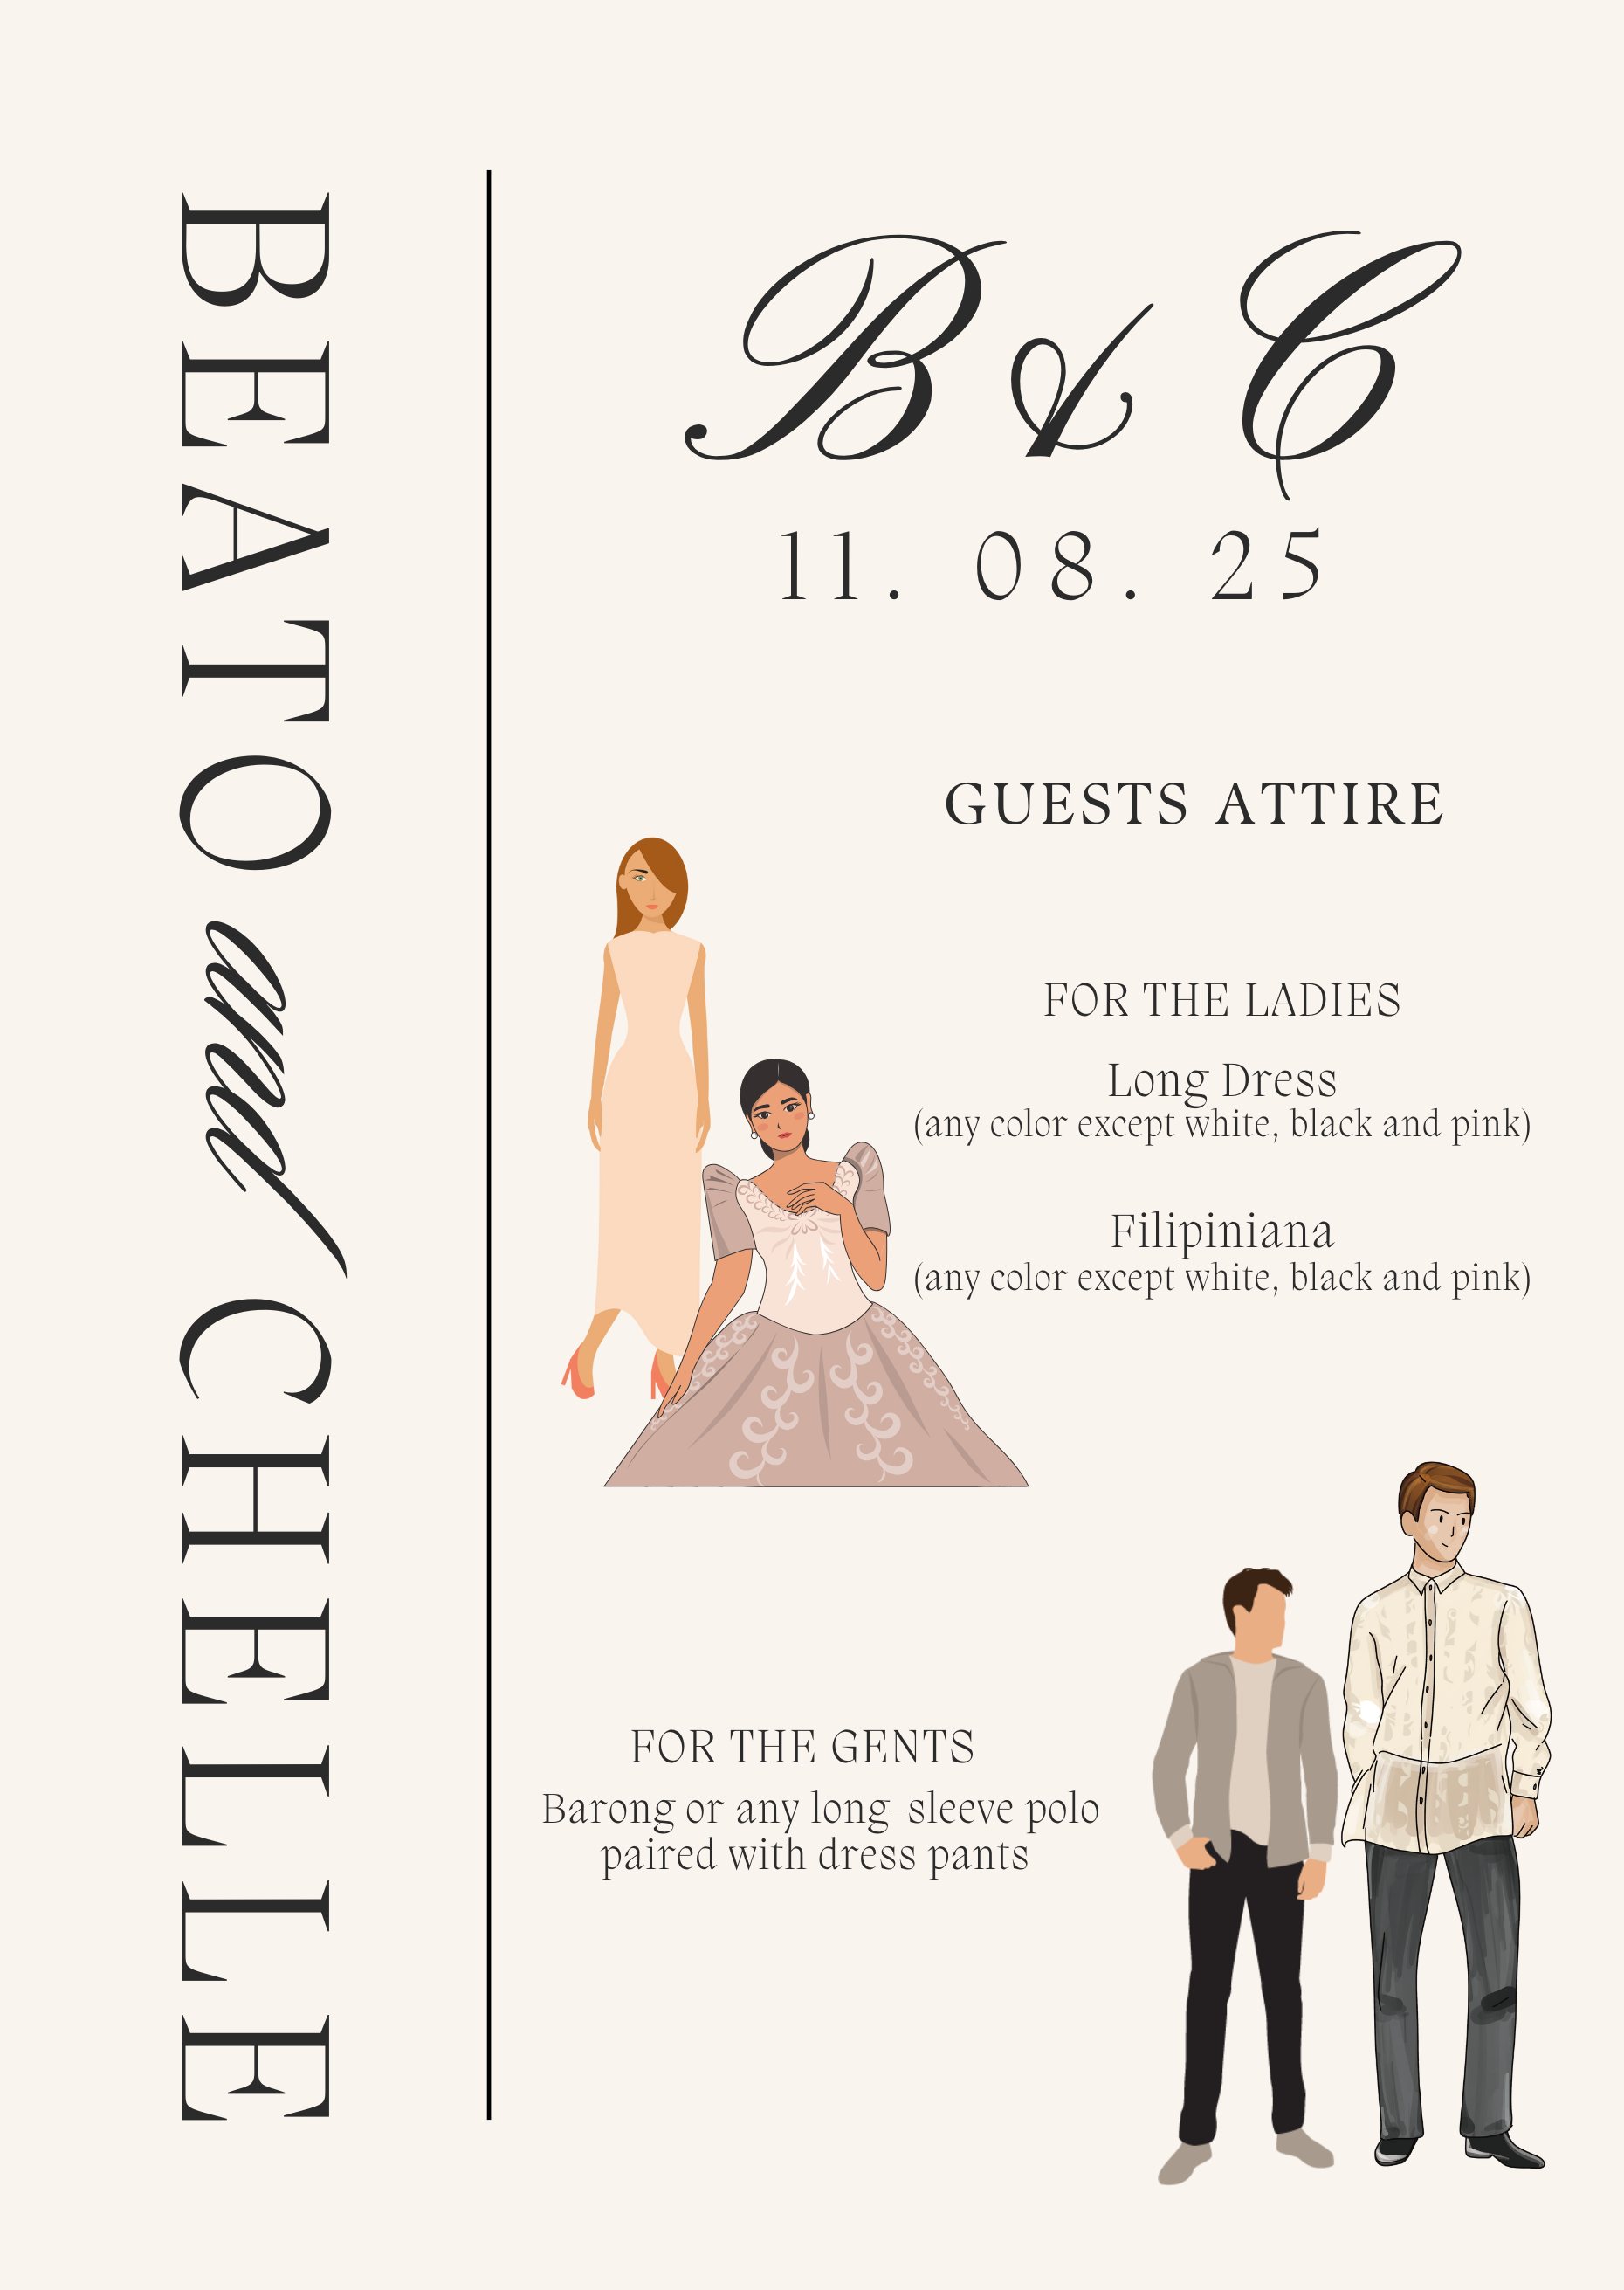 BEATO and CHELLE
B & C
11. 08. 25
GUESTS ATTIRE
FOR THE LADIES
Long Dress
(any color except white, black and pink)
Filipiniana
(any color except white, black and pink)
FOR THE GENTS
Barong or any long-sleeve polo
paired with dress pants